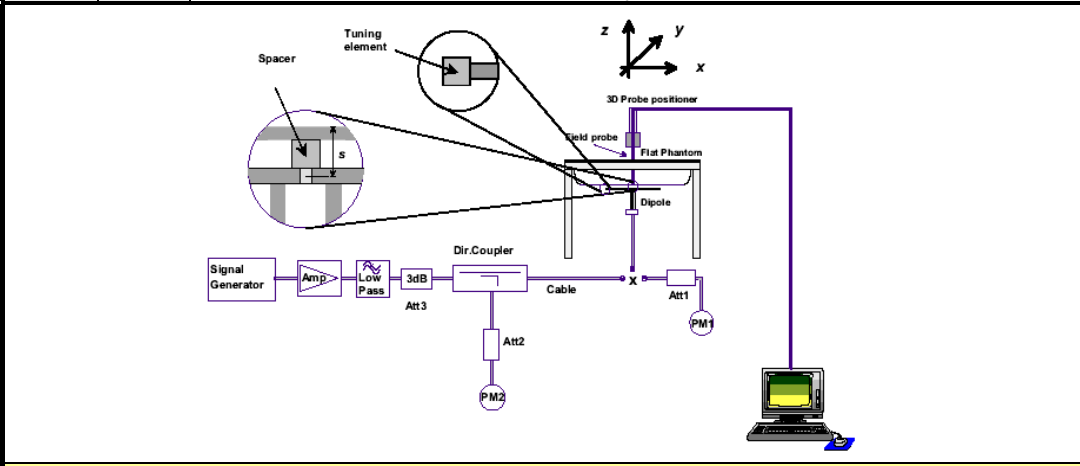 Tuning
element
Spacer
z
y
x
3D Probe positioner
Field probe
Flat Phantom
s
Dipole
Dir.Coupler
Signal
Generator
Amp
Low
Pass
3dB
Cable
x
Att1
Att3
PM1
Att2
PM2